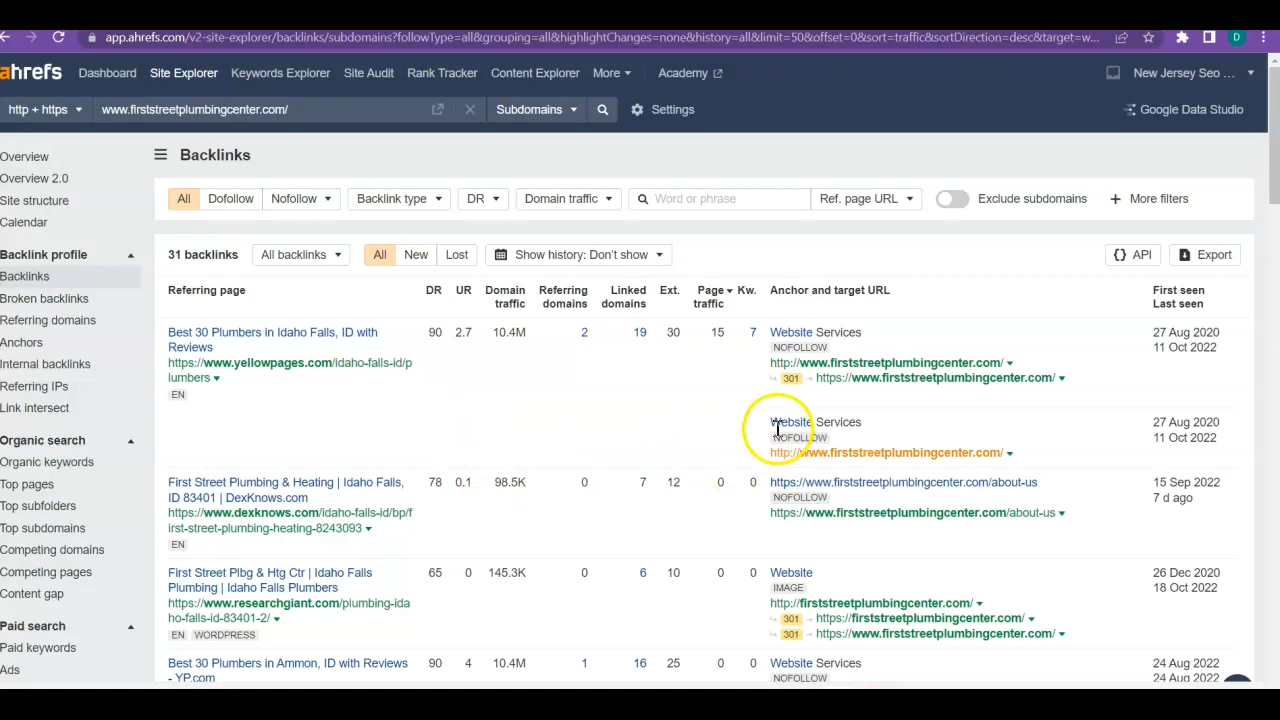 app.ahrefs.com/v2-site-explorer/backlinks/subdomains?followType=all&grouping=all&highlightChanges=none&history=all&limit=50&offset=0&sort=traffic&sortDirection=desc&target=w...
D
ahrefs Dashboard Site Explorer Keywords Explorer Site Audit Rank Tracker Content Explorer More Academy New Jersey Seo ...
http + https www.firststreetplumbingcenter.com/ Subdomains Settings Google Data Studio
Overview
Overview 2.0
Site structure
Calendar
Backlink profile
Backlinks
Broken backlinks
Referring domains
Anchors
Internal backlinks
Referring IPs
Link intersect
Organic search
Organic keywords
Top pages
Top subfolders
Top subdomains
Competing domains
Competing pages
Content gap
Paid search
Paid keywords
Ads
Backlinks
All Dofollow Nofollow Backlink type DR Domain traffic Word or phrase Ref. page URL Exclude subdomains More filters
31 backlinks All backlinks All New Lost Show history: Don't show API Export
Referring page DR UR Domain traffic Referring domains Linked domains Ext. Page traffic Kw. Anchor and target URL First seen Last seen
Best 30 Plumbers in Idaho Falls, ID with 90 2.7 10.4M 2 19 30 15 7 Website Services 27 Aug 2020
Reviews NOFOLLOW 11 Oct 2022
https://www.yellowpages.com/idaho-falls-id/p http://www.firststreetplumbingcenter.com/
lumbers 301 https://www.firststreetplumbingcenter.com/
EN
Website Services 27 Aug 2020
NOFOLLOW 11 Oct 2022
http://www.firststreetplumbingcenter.com/
First Street Plumbing & Heating | Idaho Falls, 78 0.1 98.5K 0 7 12 0 0 https://www.firststreetplumbingcenter.com/about-us 15 Sep 2022
ID 83401 | DexKnows.com NOFOLLOW 7 d ago
https://www.dexknows.com/idaho-falls-id/bp/f https://www.firststreetplumbingcenter.com/about-us
irst-street-plumbing-heating-8243093
EN
First Street Plbg & Htg Ctr | Idaho Falls 65 0 145.3K 0 6 10 0 0 Website 26 Dec 2020
Plumbing | Idaho Falls Plumbers IMAGE 18 Oct 2022
https://www.researchgiant.com/plumbing-ida http://firststreetplumbingcenter.com/
ho-falls-id-83401-2/ 301 https://firststreetplumbingcenter.com/
EN WORDPRESS 301 https://www.firststreetplumbingcenter.com/
Best 30 Plumbers in Ammon, ID with Reviews 90 4 10.4M 1 16 25 0 0 Website Services 24 Aug 2022
- YP.com NOFOLLOW 24 Aug 2022